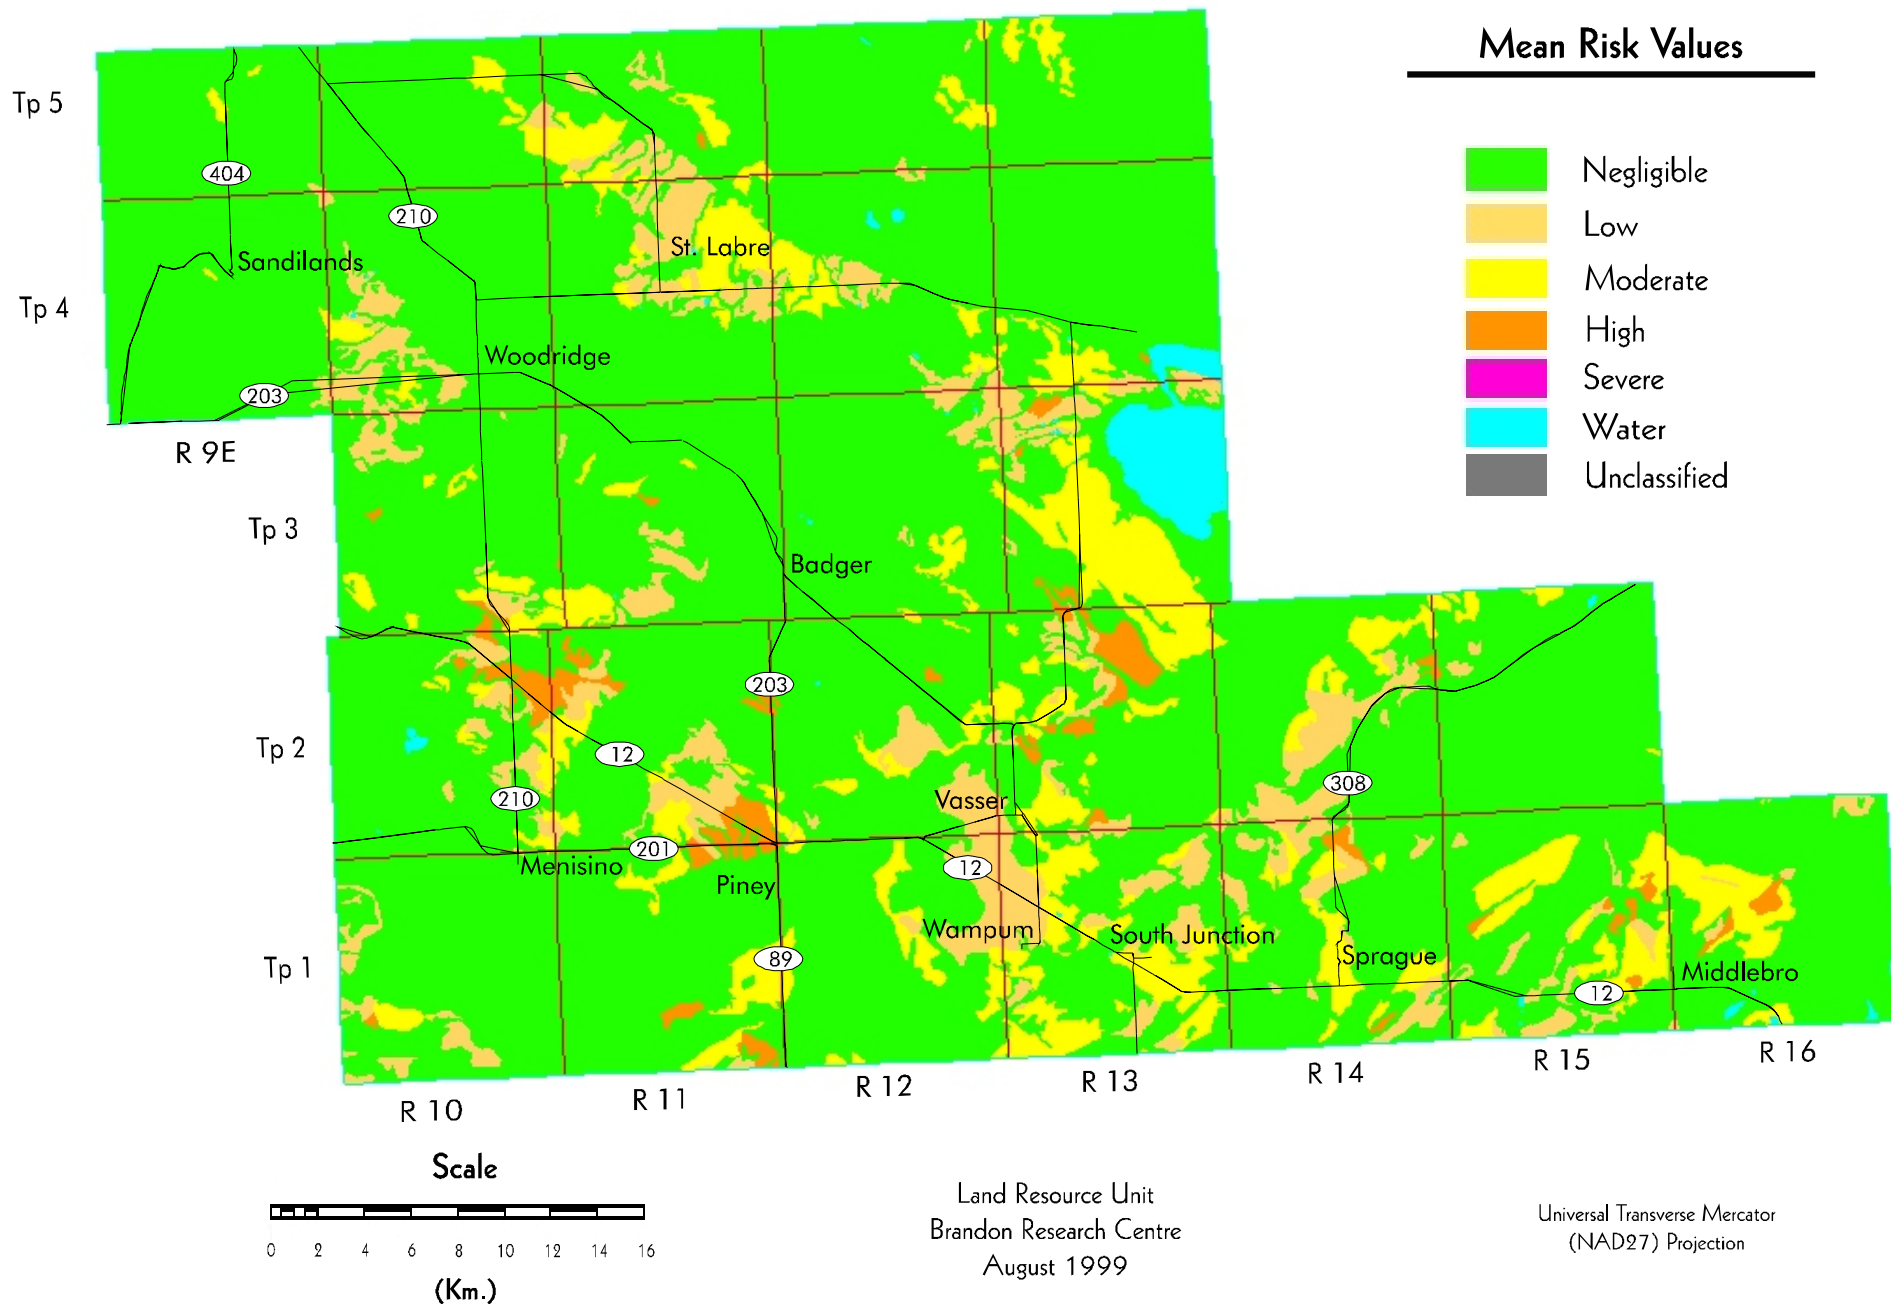 Mean Risk Values
Negligible
Low
Moderate
High
Severe
Water
Unclassified
Tp 5
404
210
Sandilands
St. Labre
Tp 4
Woodridge
203
R 9E
Tp 3
Badger
203
Tp 2
12
210
308
Vasser
201
Menisino
12
Piney
Wampum
South Junction
Sprague
89
Tp 1
Middlebro
12
R 10
R 11
R 12
R 13
R 14
R 15
R 16
Scale
0 2 4 6 8 10 12 14 16
(Km.)
Land Resource Unit
Brandon Research Centre
August 1999
Universal Transverse Mercator
(NAD27) Projection